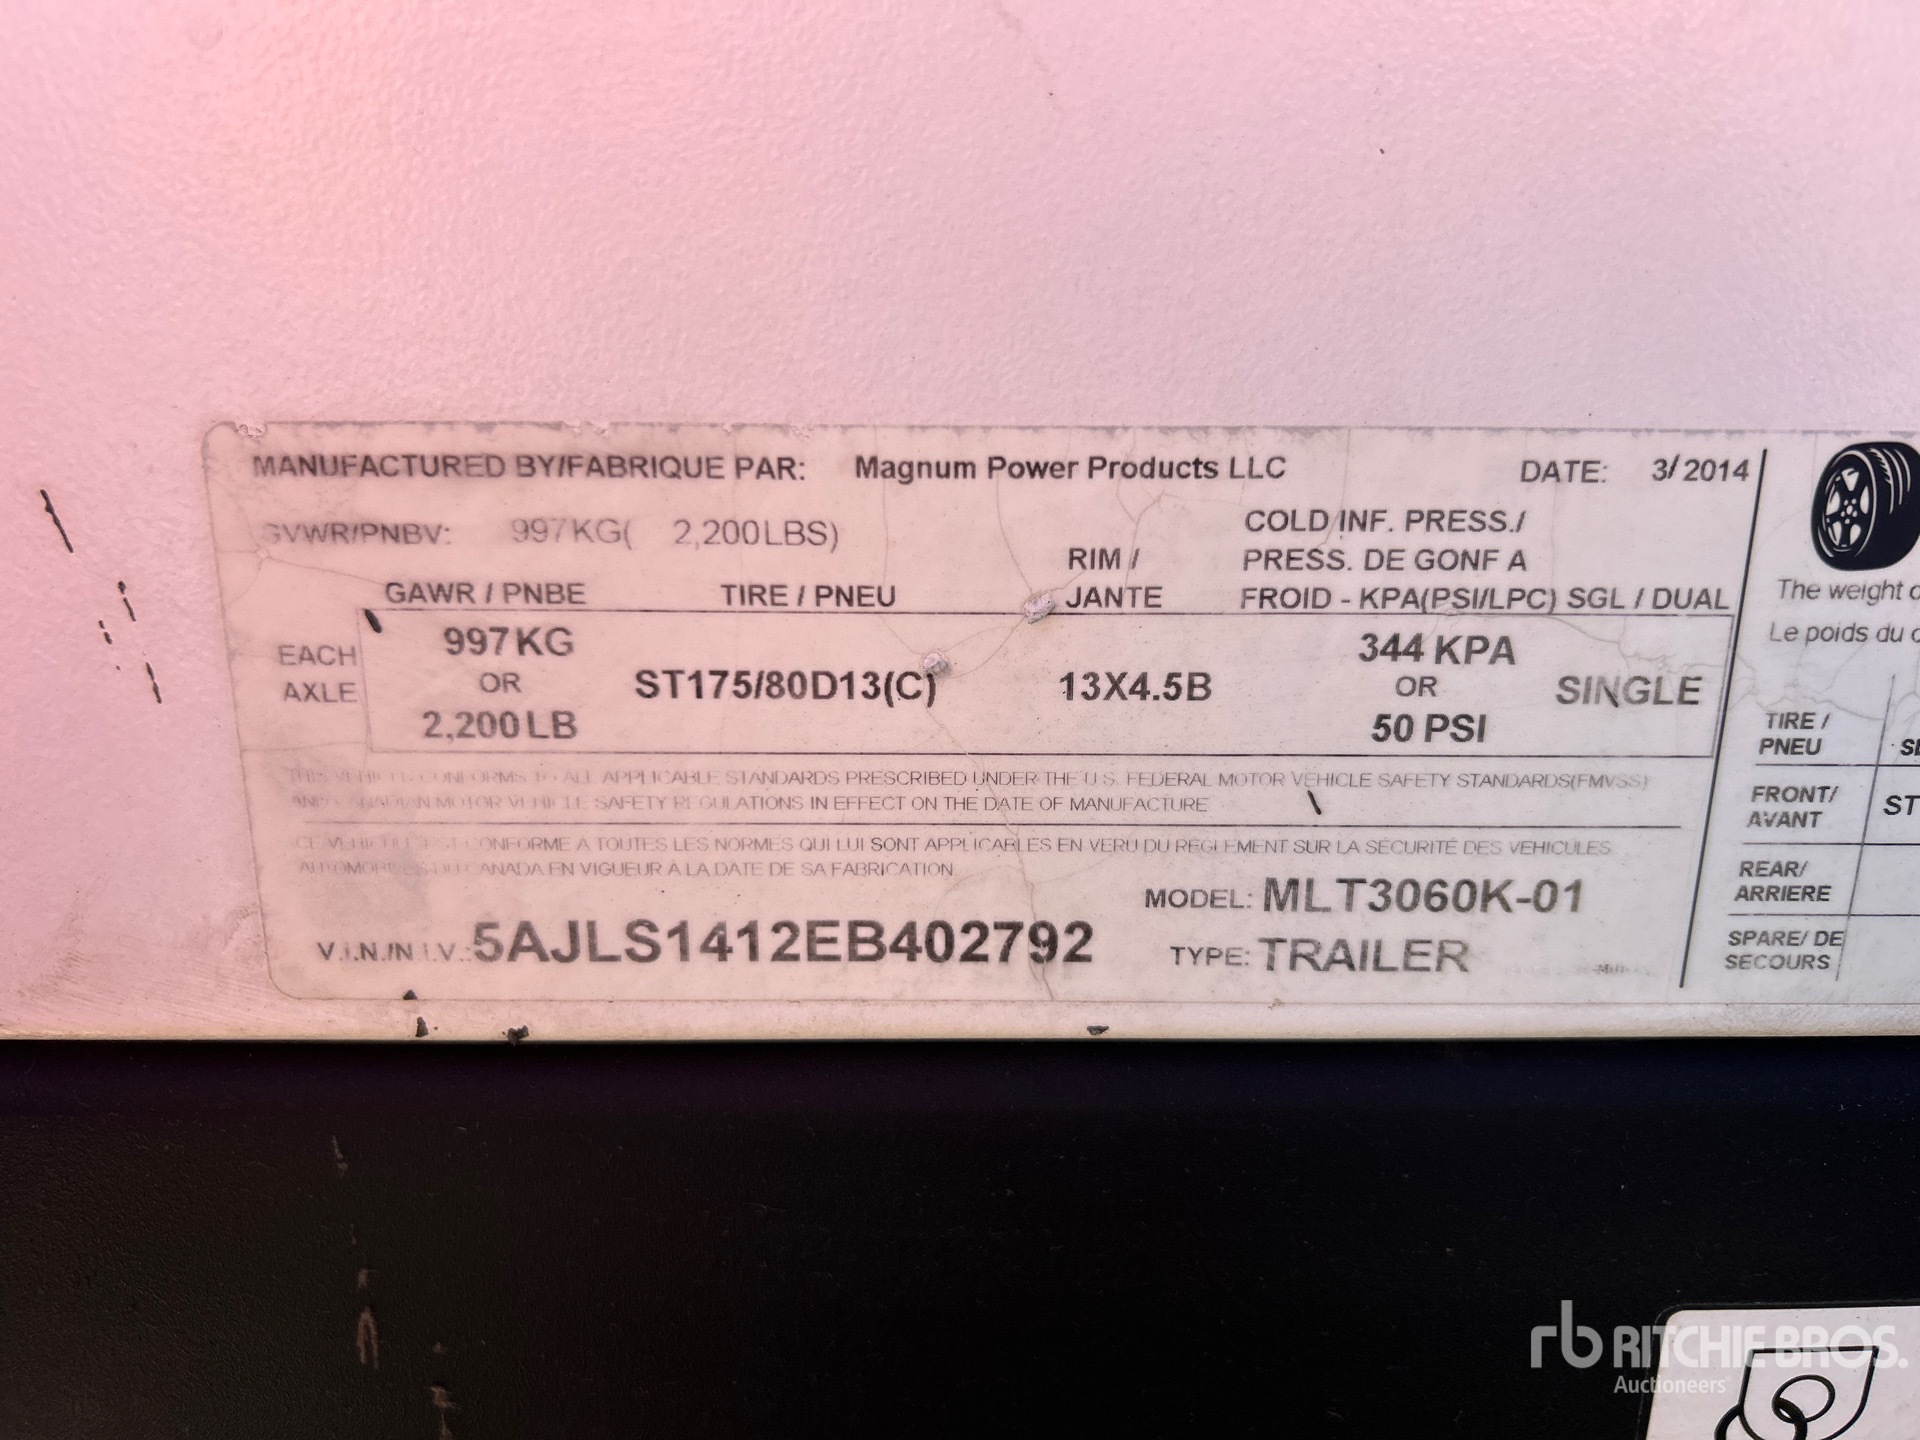 MANUFACTURED BY/FABRIQUE PAR: Magnum Power Products LLC DATE: 3/2014
GVWR/PNBV: 997KG( 2,200LBS)
COLD INF. PRESS./
RIM / PRESS. DE GONF A
GAWR / PNBE TIRE / PNEU JANTE FROID - KPA(PSI/LPC) SGL / DUAL
EACH AXLE
997KG
OR
2,200LB
ST175/80D13(C)
13X4.5B
344 KPA
OR
50 PSI
SINGLE
THIS VEHICLE CONFORMS TO ALL APPLICABLE STANDARDS PRESCRIBED UNDER THE U.S. FEDERAL MOTOR VEHICLE SAFETY STANDARDS(FMVSS)
AND CANADIAN MOTOR VEHICLE SAFETY REGULATIONS IN EFFECT ON THE DATE OF MANUFACTURE
CE VEHICULE EST CONFORME A TOUTES LES NORMES QUI LUI SONT APPLICABLES EN VERU DU REGLEMENT SUR LA SÉCURITÉ DES VEHICULES
AUTOMOBILES DU CANADA EN VIGUEUR A LA DATE DE SA FABRICATION.
MODEL: MLT3060K-01
V.I.N./N.I.V.: 5AJLS1412EB402792
TYPE: TRAILER
The weight
Le poids du
TIRE /
PNEU
FRONT/
AVANT
ST
REAR/
ARRIERE
SPARE/ DE
SECOURS
rb RITCHIE BROS.
Auctioneers